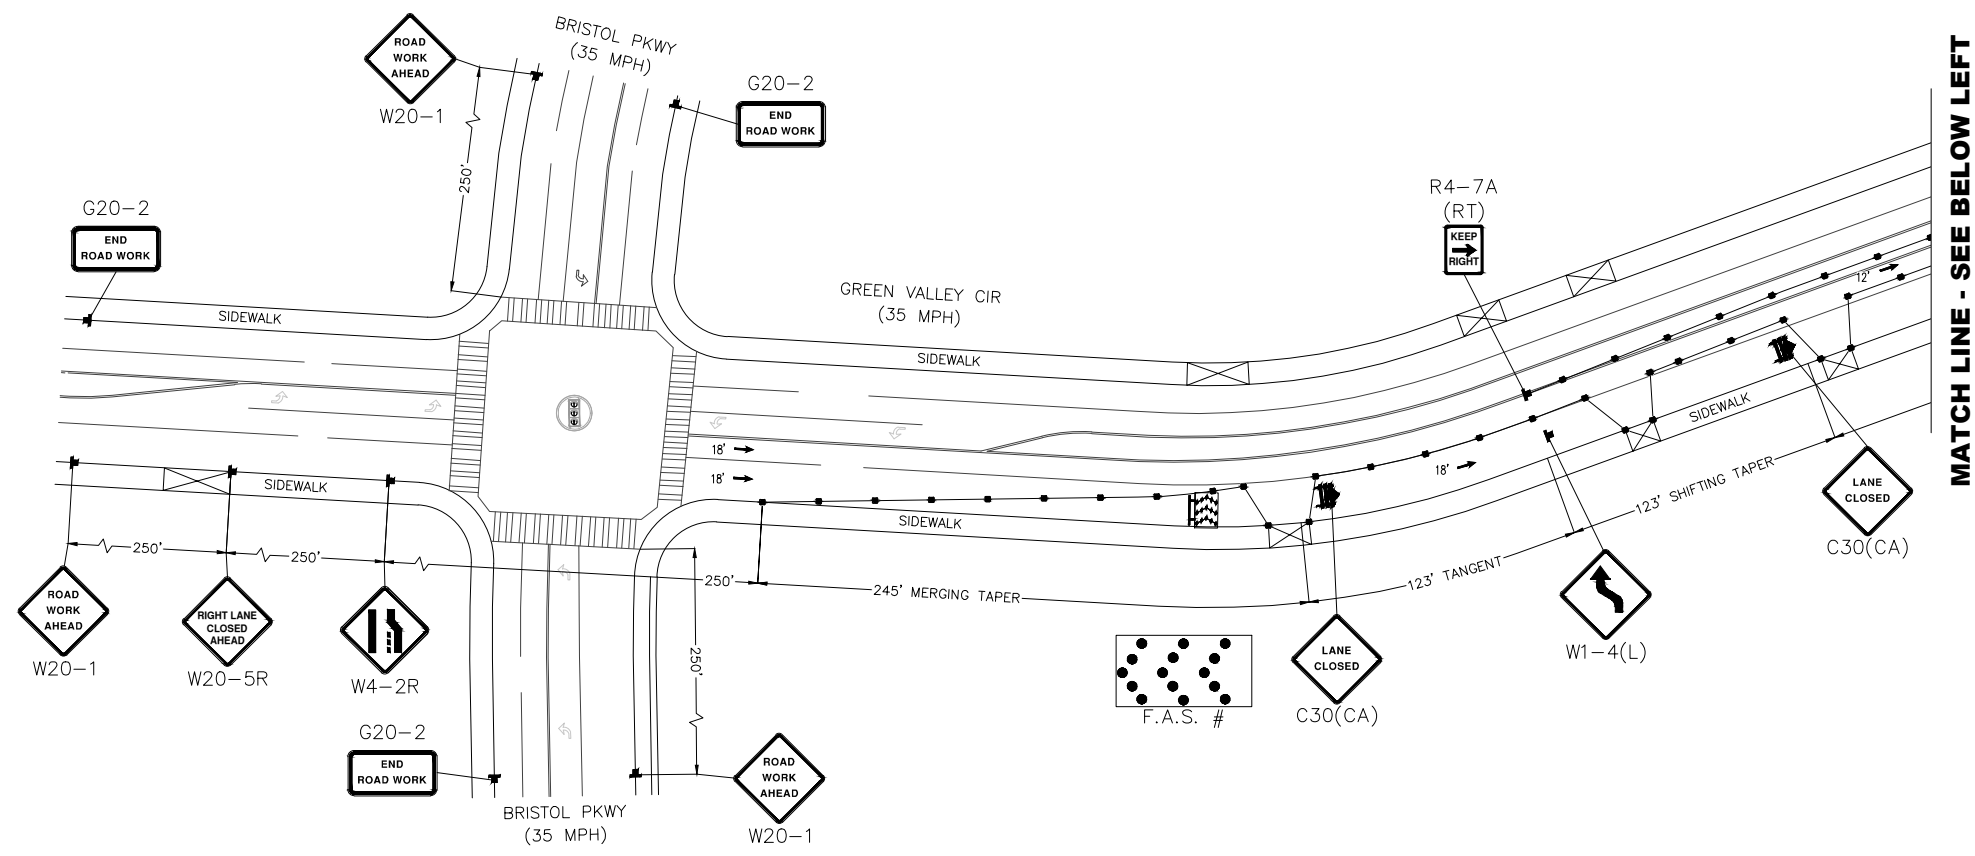 BRISTOL PKWY
(35 MPH)
ROAD
WORK
AHEAD
W20-1
250'
G20-2
END
ROAD WORK
G20-2
END
ROAD WORK
SIDEWALK
GREEN VALLEY CIR
(35 MPH)
SIDEWALK
R4-7A
(RT)
KEEP
RIGHT
12'
MATCH LINE - SEE BELOW LEFT
18'
18'
18'
SIDEWALK
SIDEWALK
SIDEWALK
250'
250'
250'
245' MERGING TAPER
123' TANGENT
123' SHIFTING TAPER
LANE
CLOSED
C30(CA)
ROAD
WORK
AHEAD
W20-1
RIGHT LANE
CLOSED
AHEAD
W20-5R
W4-2R
250'
F.A.S. #
LANE
CLOSED
C30(CA)
W1-4(L)
G20-2
END
ROAD WORK
BRISTOL PKWY
(35 MPH)
ROAD
WORK
AHEAD
W20-1